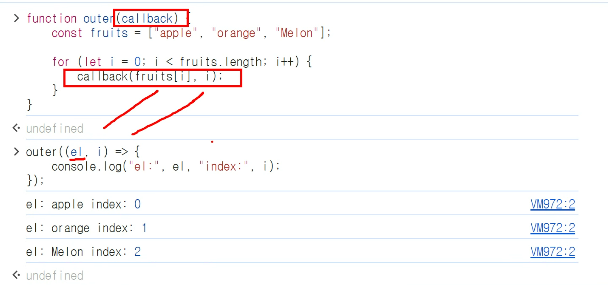 > function outer(callback) {
const fruits = ["apple", "orange", "Melon"];
for (let i = 0; i < fruits.length; i++) {
callback(fruits[i], i);
}
}
<· undefined
> outer((el, i) => {
console.log("el:", el, "index:", i);
});
el: apple index: 0 VM972:2
el: orange index: 1 VM972:2
el: Melon index: 2 VM972:2
<· undefined